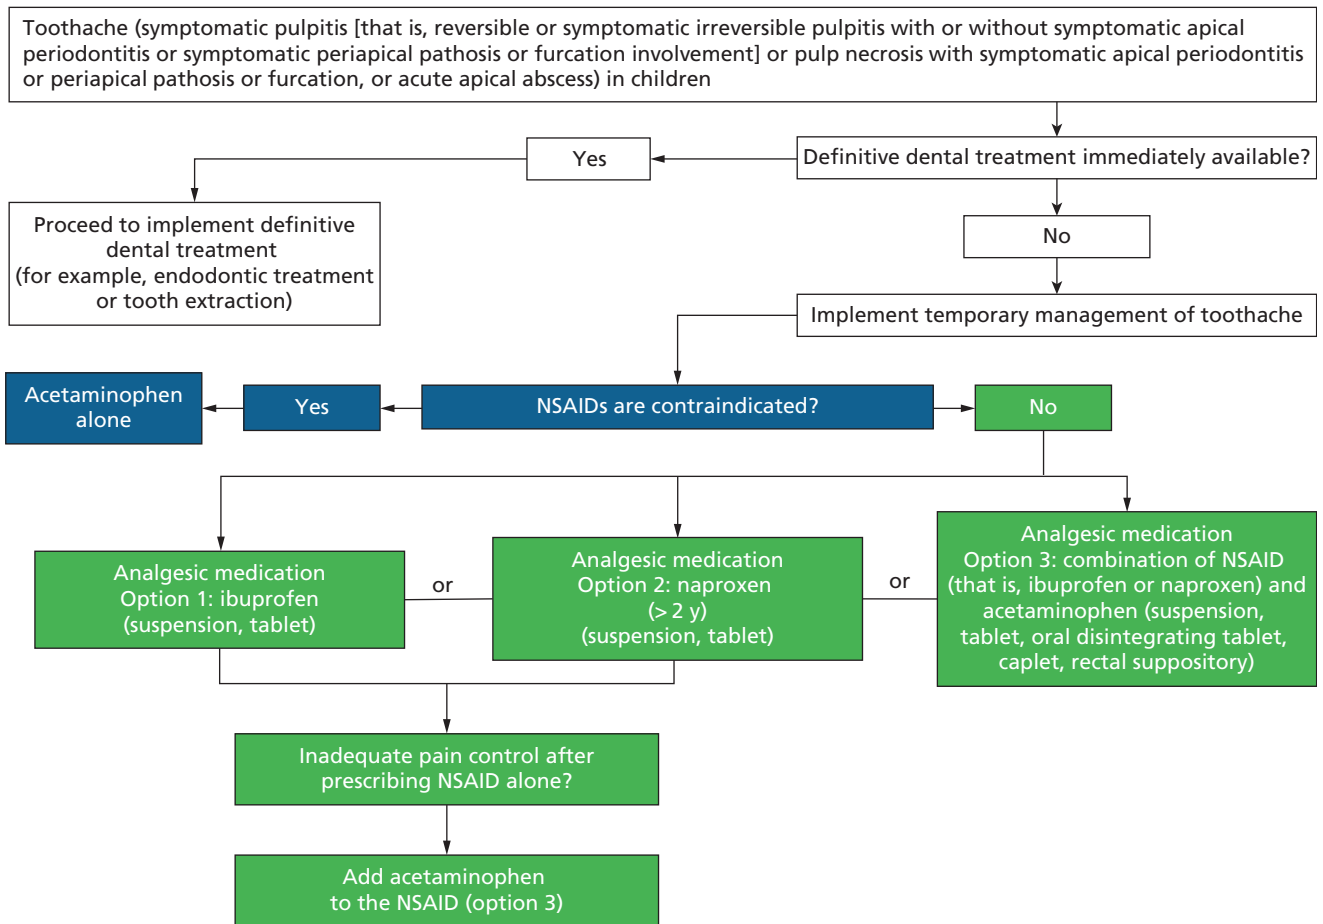 Toothache (symptomatic pulpitis [that is, reversible or symptomatic irreversible pulpitis with or without symptomatic apical
periodontitis or symptomatic periapical pathosis or furcation involvement] or pulp necrosis with symptomatic apical periodontitis
or periapical pathosis or furcation, or acute apical abscess) in children
Yes
Definitive dental treatment immediately available?
Proceed to implement definitive
dental treatment
(for example, endodontic treatment
or tooth extraction)
No
Implement temporary management of toothache
Acetaminophen
alone
Yes
NSAIDs are contraindicated?
No
Analgesic medication
Option 1: ibuprofen
(suspension, tablet)
or
Analgesic medication
Option 2: naproxen
(> 2 y)
(suspension, tablet)
or
Analgesic medication
Option 3: combination of NSAID
(that is, ibuprofen or naproxen) and
acetaminophen (suspension,
tablet, oral disintegrating tablet,
caplet, rectal suppository)
Inadequate pain control after
prescribing NSAID alone?
Add acetaminophen
to the NSAID (option 3)